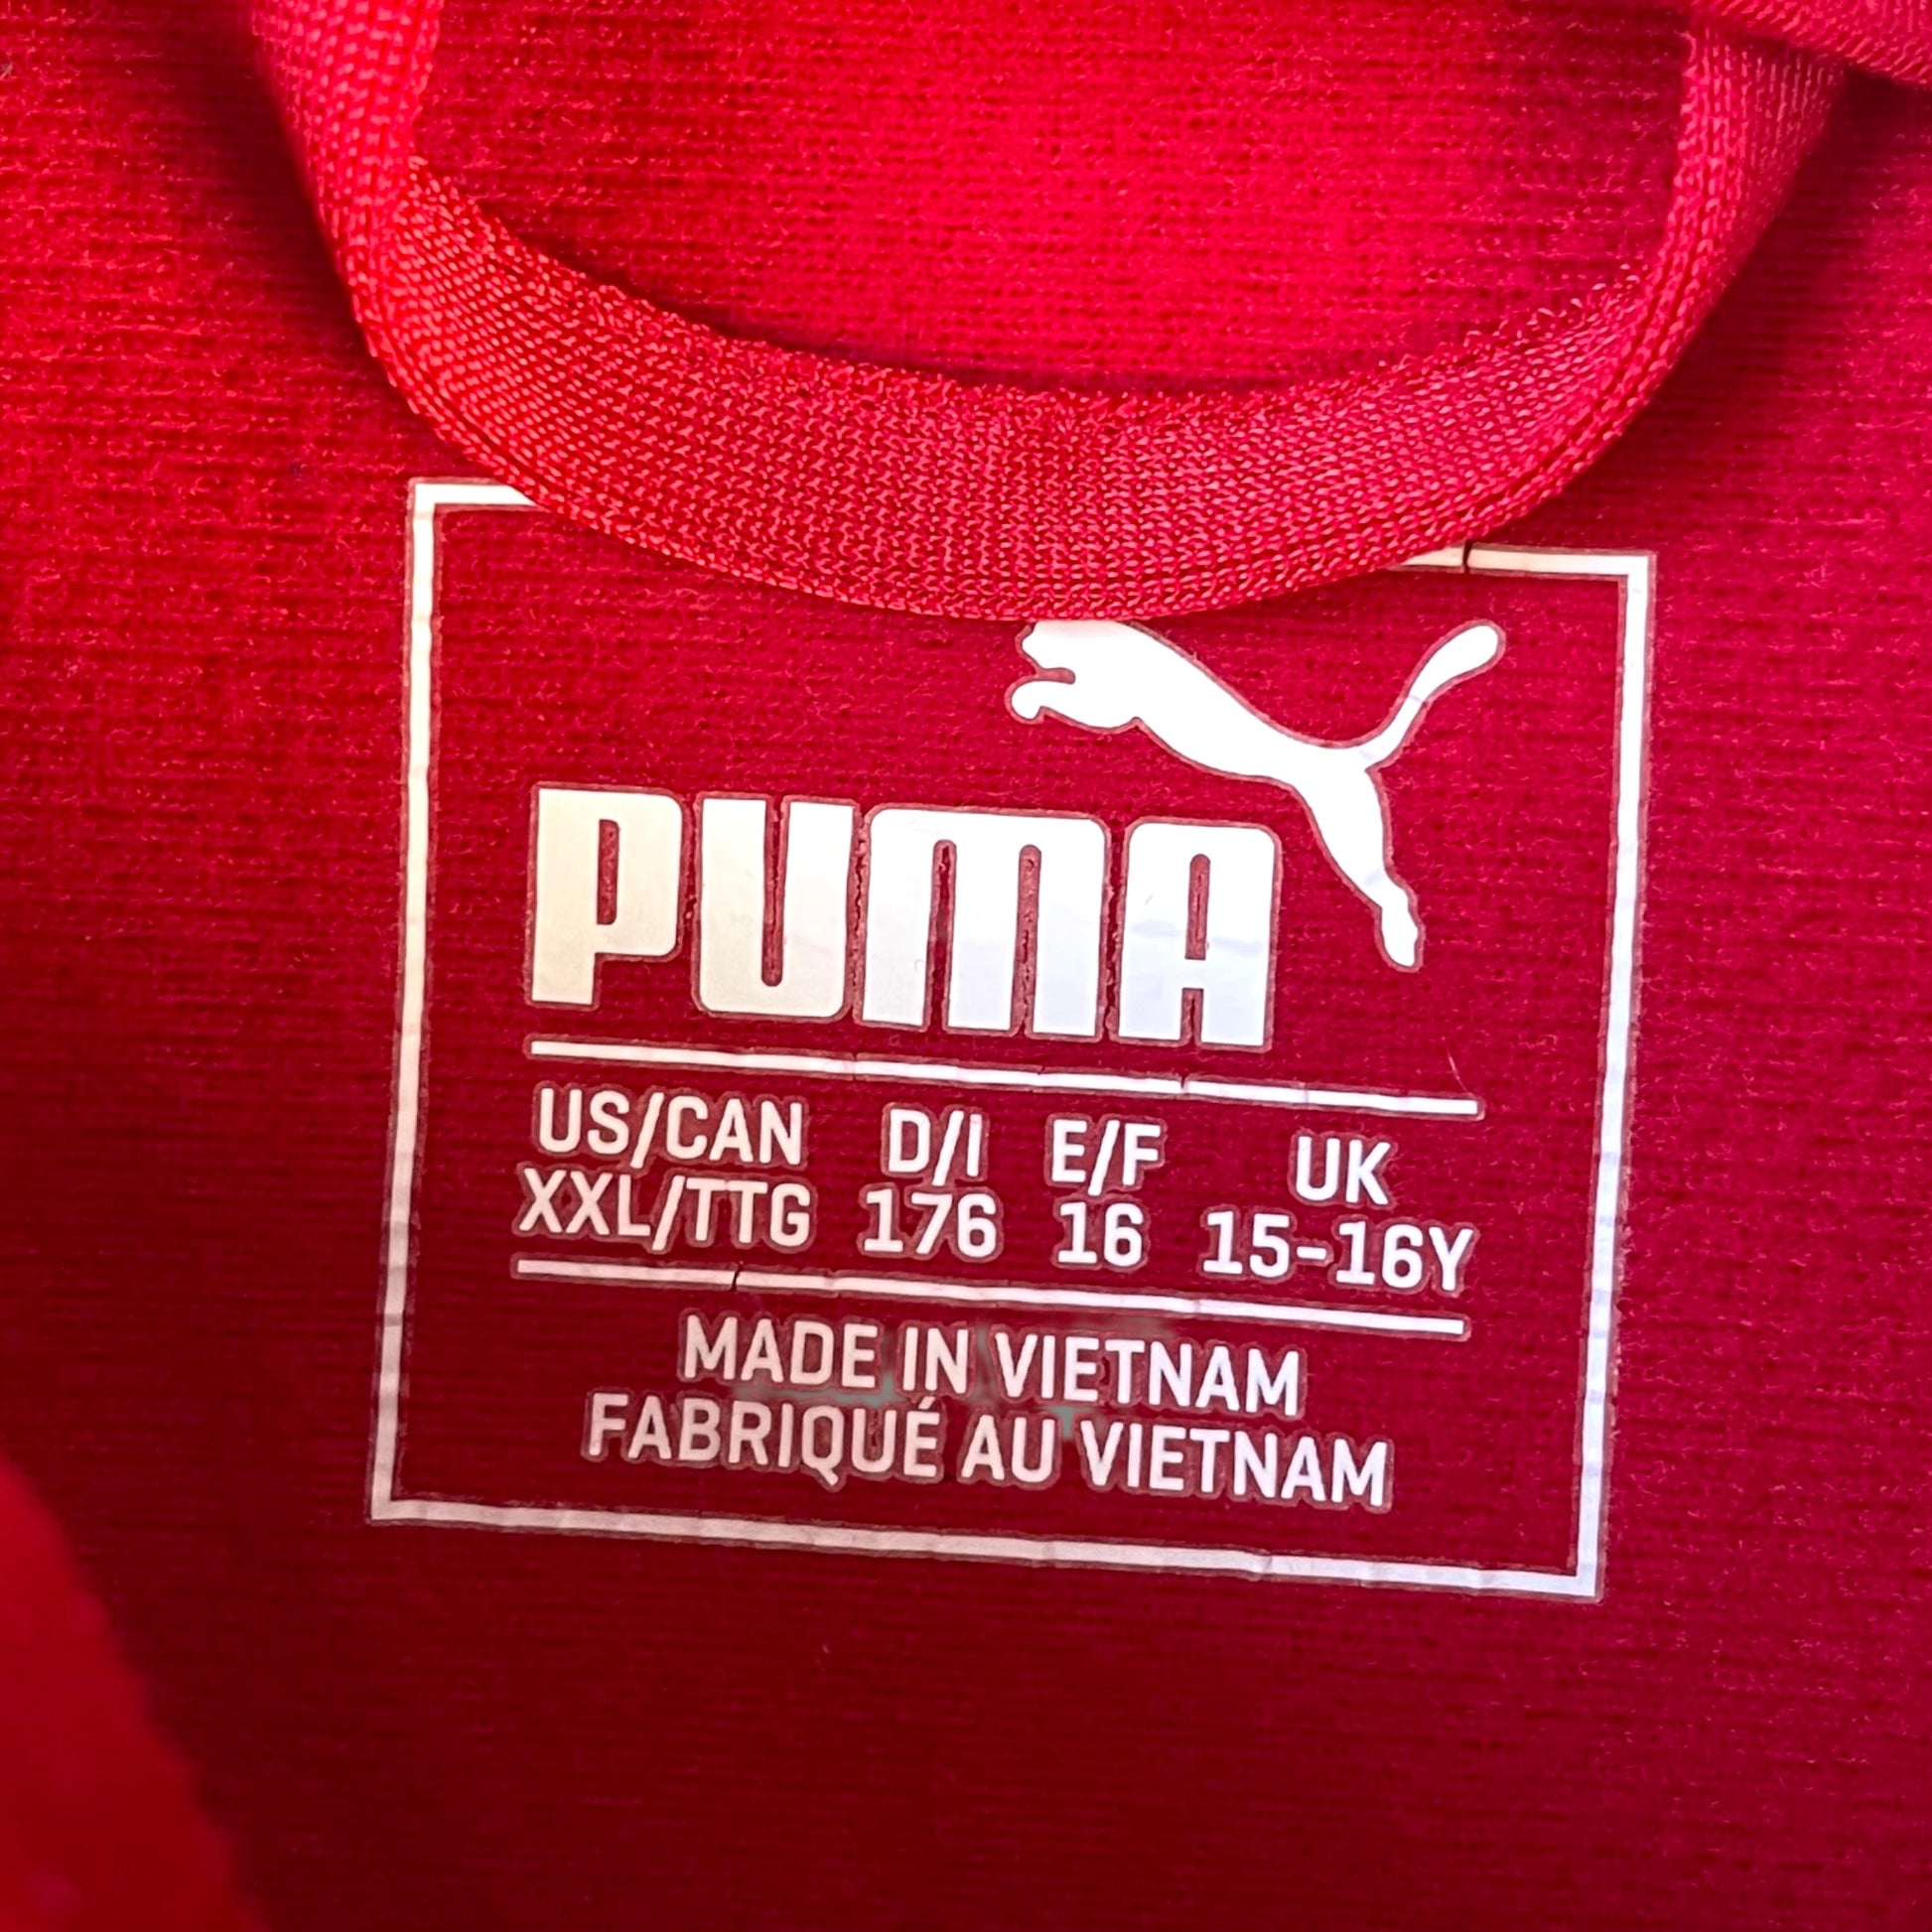 PUMA
US/CAN D/I E/F UK
XXL/TTG 176 16 15-16Y
MADE IN VIETNAM
FABRIQUÉ AU VIETNAM